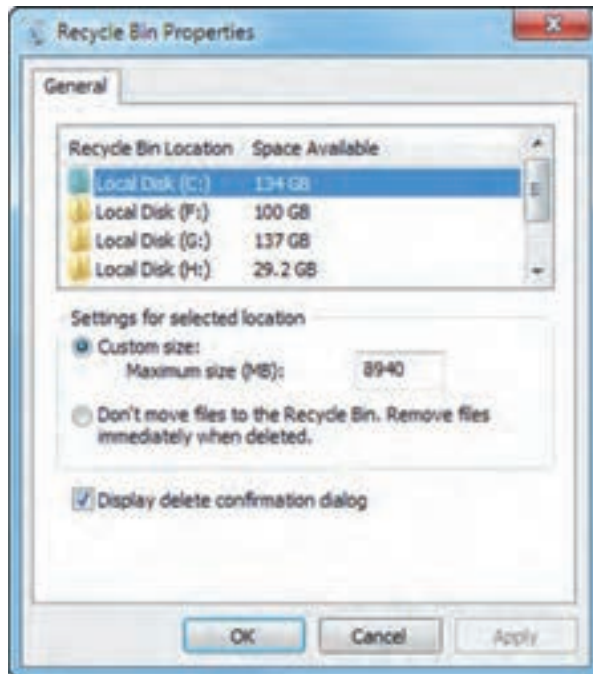 Recycle Bin Properties
General
Recycle Bin Location Space Available
Local Disk (C:) 134 GB
Local Disk (F:) 100 GB
Local Disk (G:) 137 GB
Local Disk (H:) 29.2 GB
Settings for selected location
Custom size:
Maximum size (MB): 8940
Don't move files to the Recycle Bin. Remove files
immediately when deleted.
Display delete confirmation dialog
OK Cancel Apply